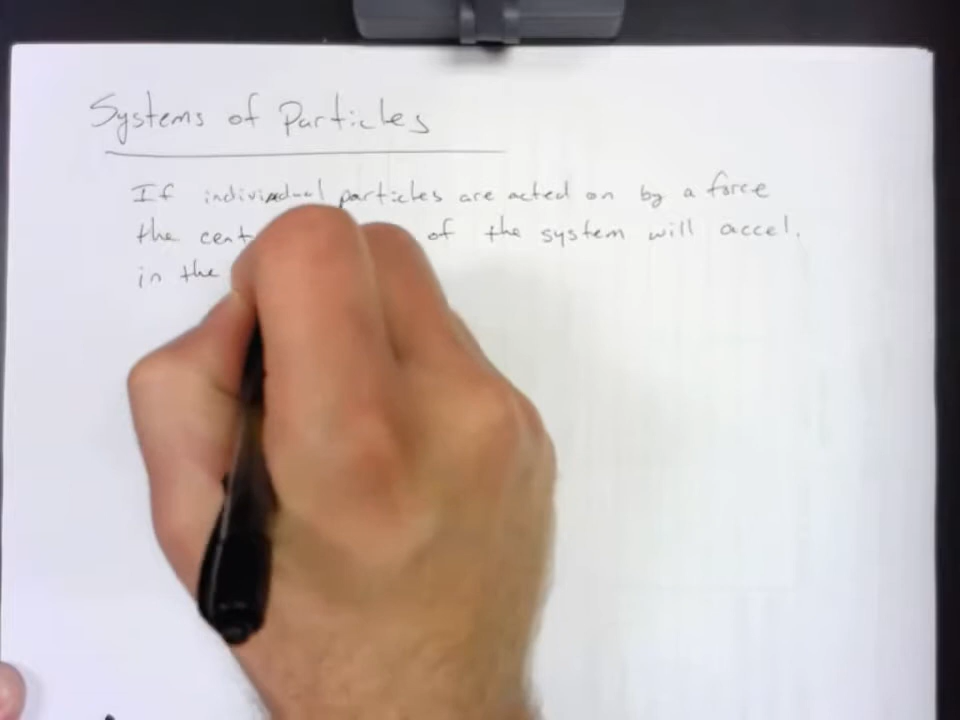 Systems of Particles
If individual particles are acted on by a force
the cent of the system will accel.
in the